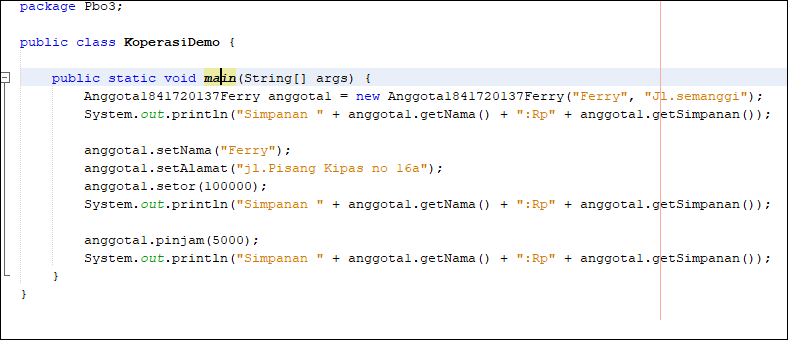 package Pbo3;
public class KoperasiDemo {
public static void main(String[] args) {
Anggota1841720137Ferry anggota1 = new Anggota1841720137Ferry("Ferry", "Jl.semanggi");
System.out.println("Simpanan " + anggota1.getNama() + ":Rp" + anggota1.getSimpanan());
anggota1.setNama("Ferry");
anggota1.setAlamat("jl.Pisang Kipas no 16a");
anggota1.setor(100000);
System.out.println("Simpanan " + anggota1.getNama() + ":Rp" + anggota1.getSimpanan());
anggota1.pinjam(5000);
System.out.println("Simpanan " + anggota1.getNama() + ":Rp" + anggota1.getSimpanan());
}
}